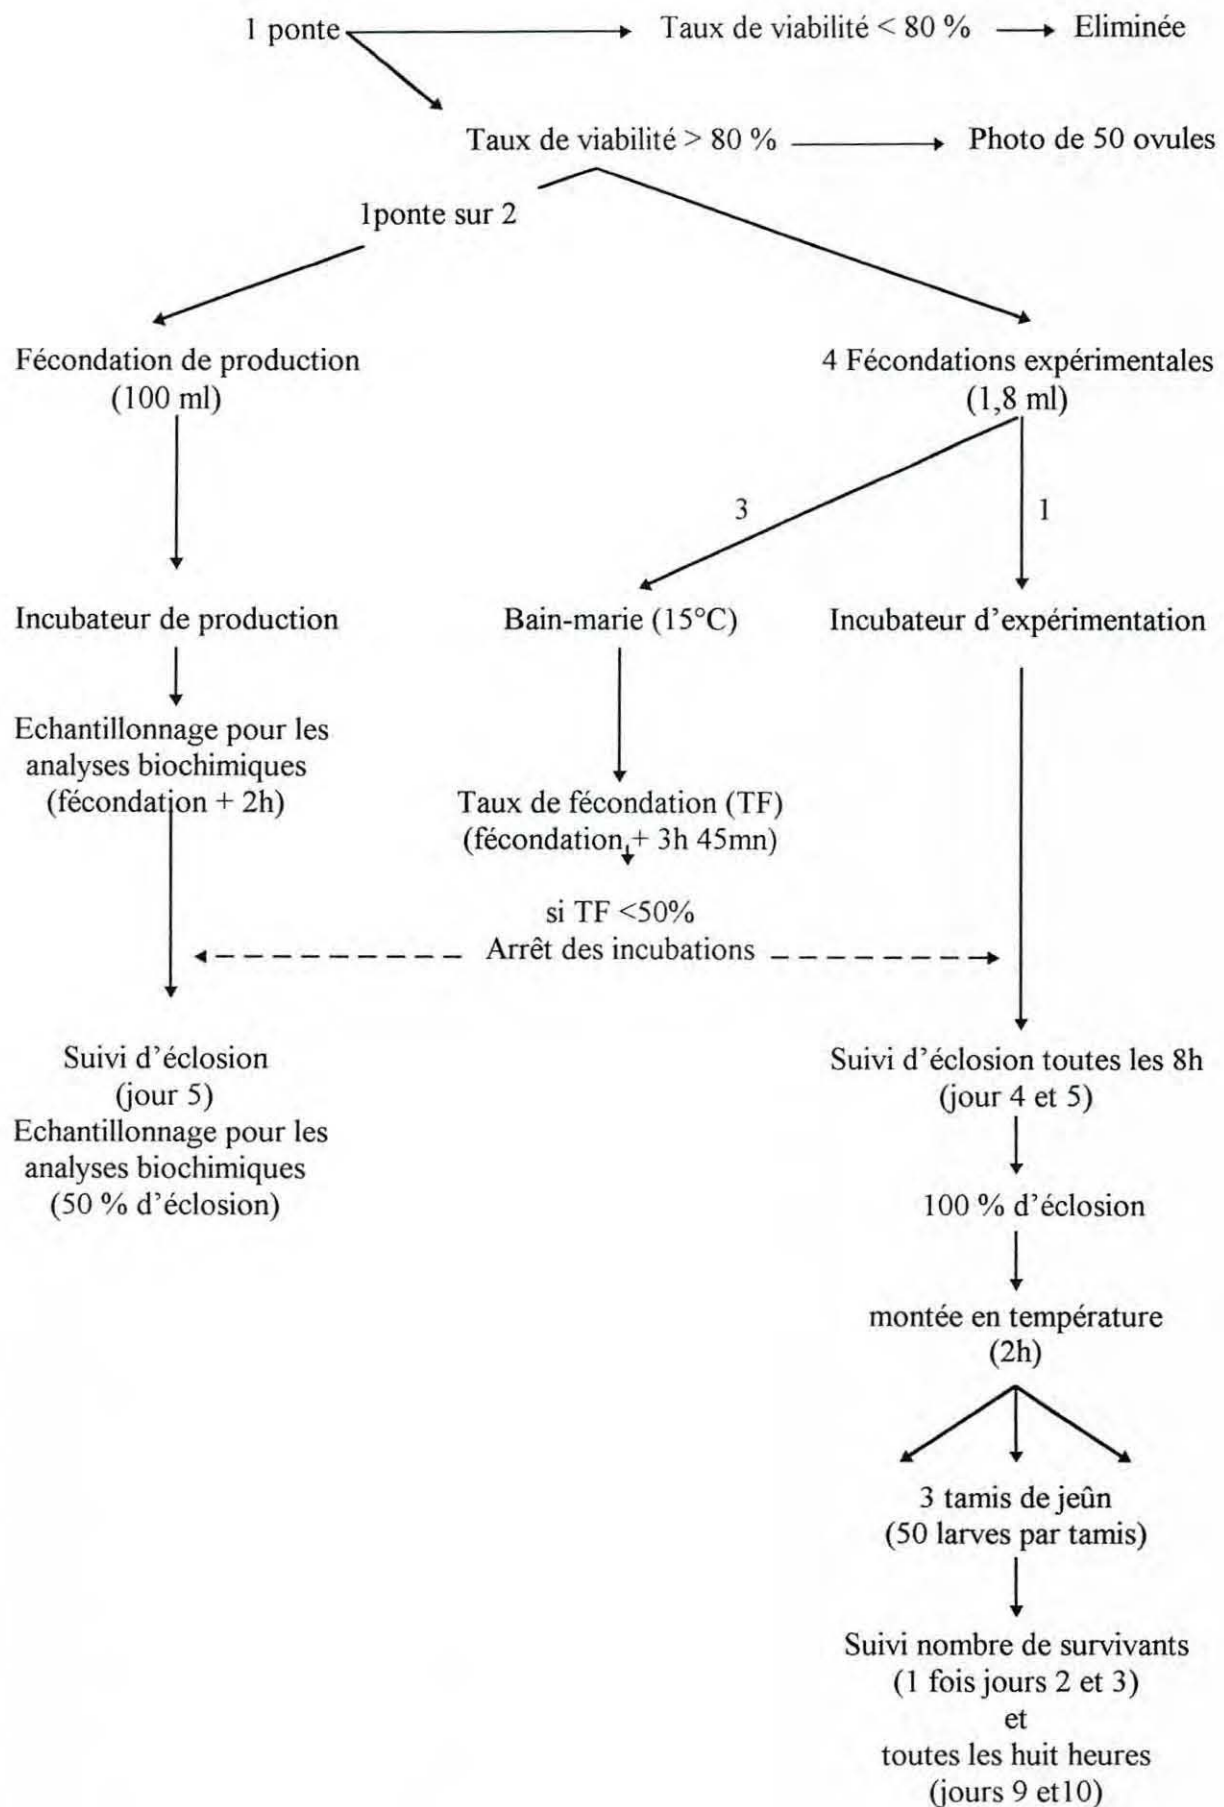 1 ponte
Taux de viabilité < 80 %
Eliminée
Taux de viabilité > 80 %
Photo de 50 ovules
1ponte sur 2
Fécondation de production
(100 ml)
4 Fécondations expérimentales
(1,8 ml)
3
1
Incubateur de production
Bain-marie (15°C)
Incubateur d'expérimentation
Echantillonnage pour les
analyses biochimiques
(fécondation + 2h)
Taux de fécondation (TF)
(fécondation + 3h 45mn)
si TF <50%
Arrêt des incubations
Suivi d'éclosion
(jour 5)
Echantillonnage pour les
analyses biochimiques
(50 % d'éclosion)
Suivi d'éclosion toutes les 8h
(jour 4 et 5)
100 % d'éclosion
montée en température
(2h)
3 tamis de jeûn
(50 larves par tamis)
Suivi nombre de survivants
(1 fois jours 2 et 3)
et
toutes les huit heures
(jours 9 et10)